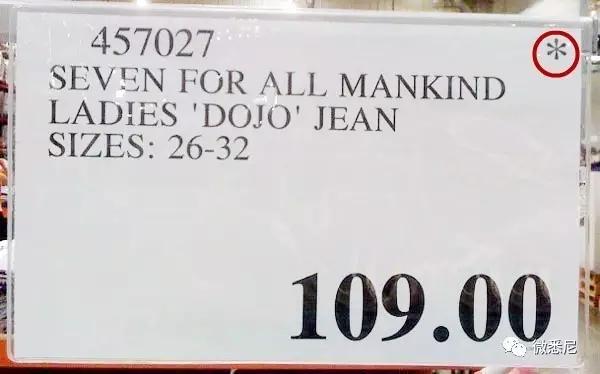 457027 *
SEVEN FOR ALL MANKIND
LADIES 'DOJO' JEAN
SIZES: 26-32
109.00
微悉尼